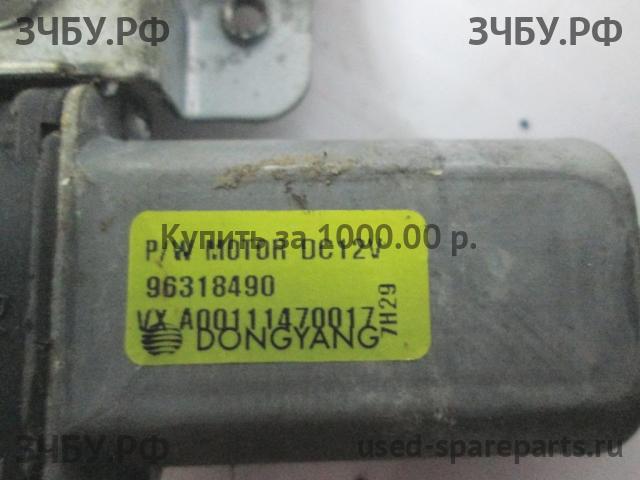 ЗЧБУ.РФ
ЗЧБУ.РФ
Купить за 1000.00 р.
P/W MOTOR DC12V
96318490
VX A00111470017
7H29
DONGYANG
ЗЧБУ.РФ
used-spareparts.ru